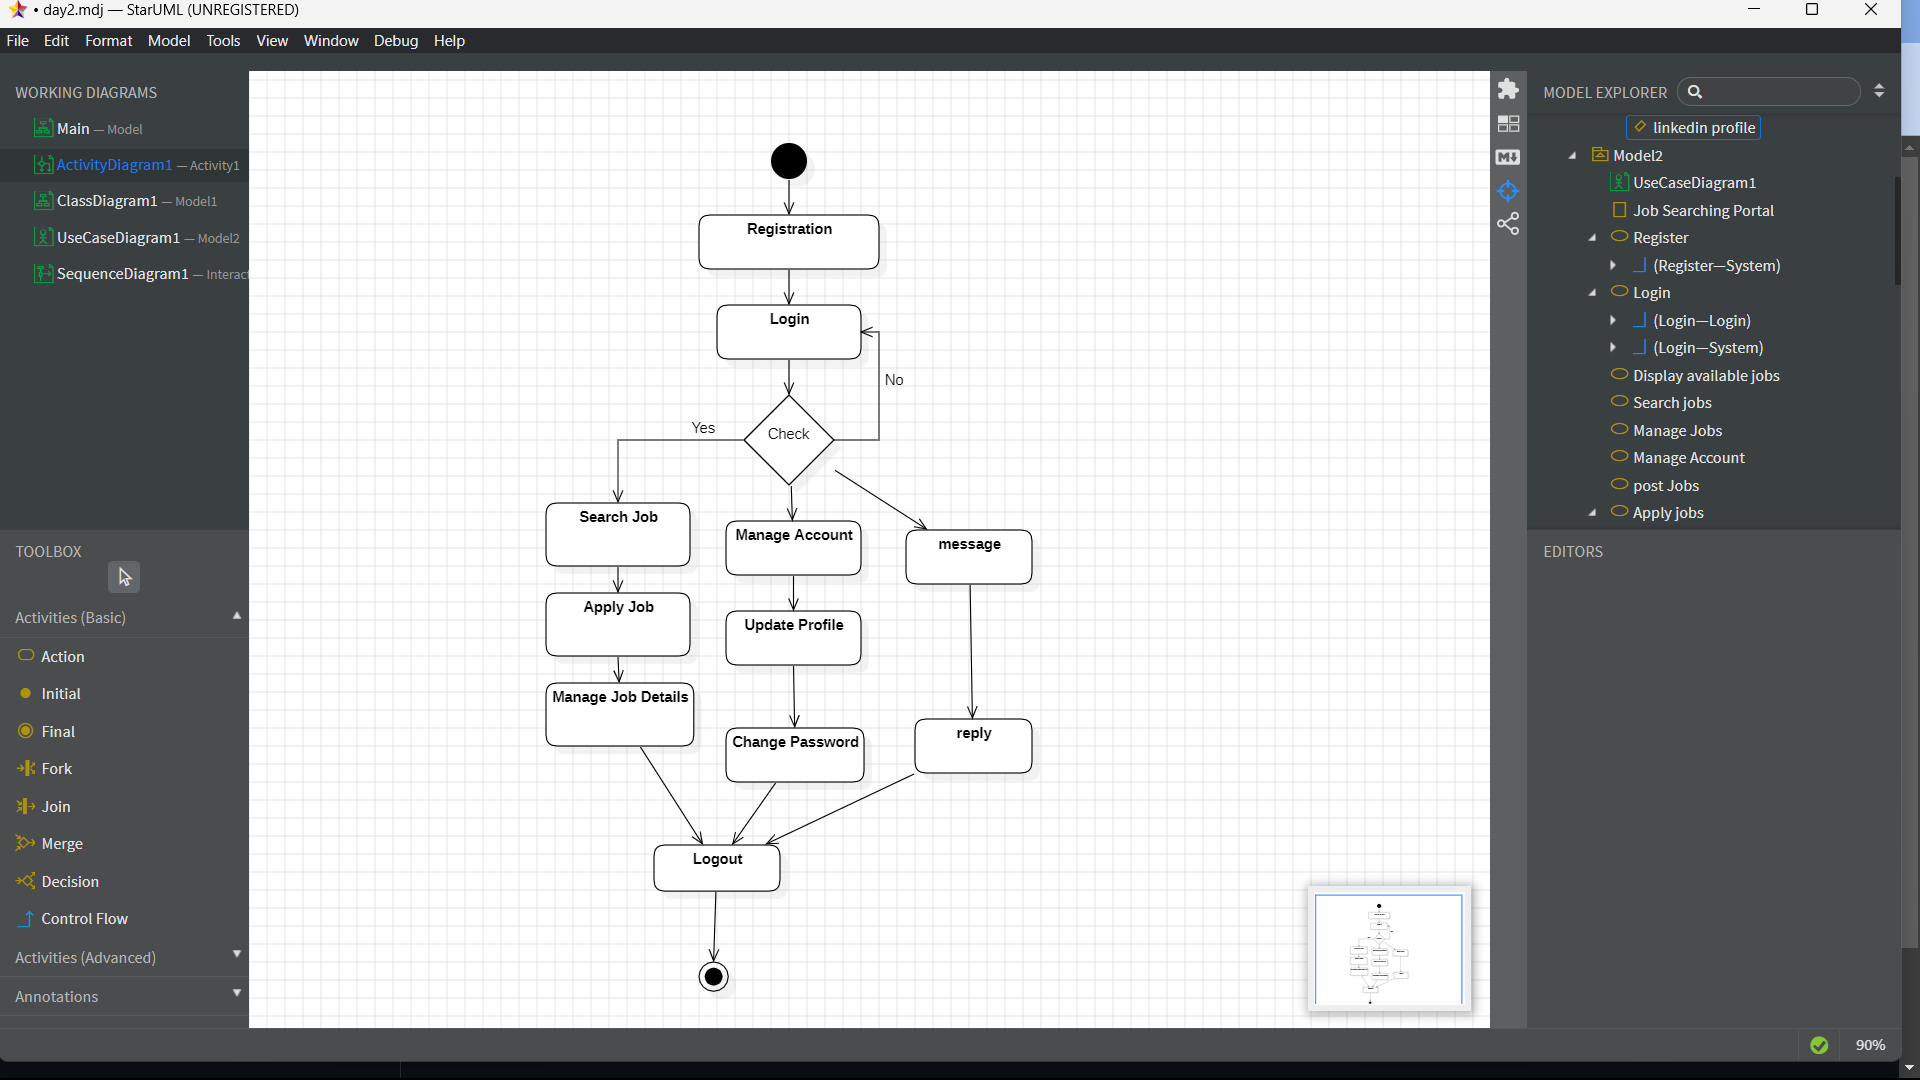 • day2.mdj — StarUML (UNREGISTERED)
File Edit Format Model Tools View Window Debug Help
WORKING DIAGRAMS
Main — Model
ActivityDiagram1 — Activity1
ClassDiagram1 — Model1
UseCaseDiagram1 — Model2
SequenceDiagram1 — Interac
TOOLBOX
Activities (Basic)
Action
Initial
Final
Fork
Join
Merge
Decision
Control Flow
Activities (Advanced)
Annotations
Registration
Login
No
Yes
Check
Search Job
Manage Account
message
Apply Job
Update Profile
Manage Job Details
Change Password
reply
Logout
M
MODEL EXPLORER
linkedin profile
Model2
UseCaseDiagram1
Job Searching Portal
Register
(Register—System)
Login
(Login—Login)
(Login—System)
Display available jobs
Search jobs
Manage Jobs
Manage Account
post Jobs
Apply jobs
EDITORS
90%